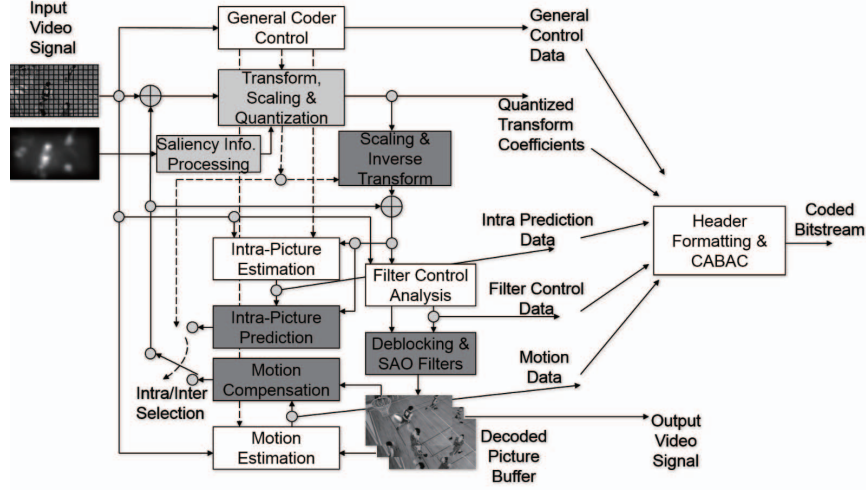 Input
Video
Signal
General Coder
Control
General
Control
Data
Transform,
Scaling &
Quantization
Quantized
Transform
Coefficients
Saliency Info.
Processing
Scaling &
Inverse
Transform
Intra Prediction
Data
Header
Formatting &
CABAC
Coded
Bitstream
Intra-Picture
Estimation
Filter Control
Analysis
Filter Control
Data
Intra-Picture
Prediction
Deblocking &
SAO Filters
Motion
Data
Motion
Compensation
Intra/Inter
Selection
Motion
Estimation
Decoded
Picture
Buffer
Output
Video
Signal